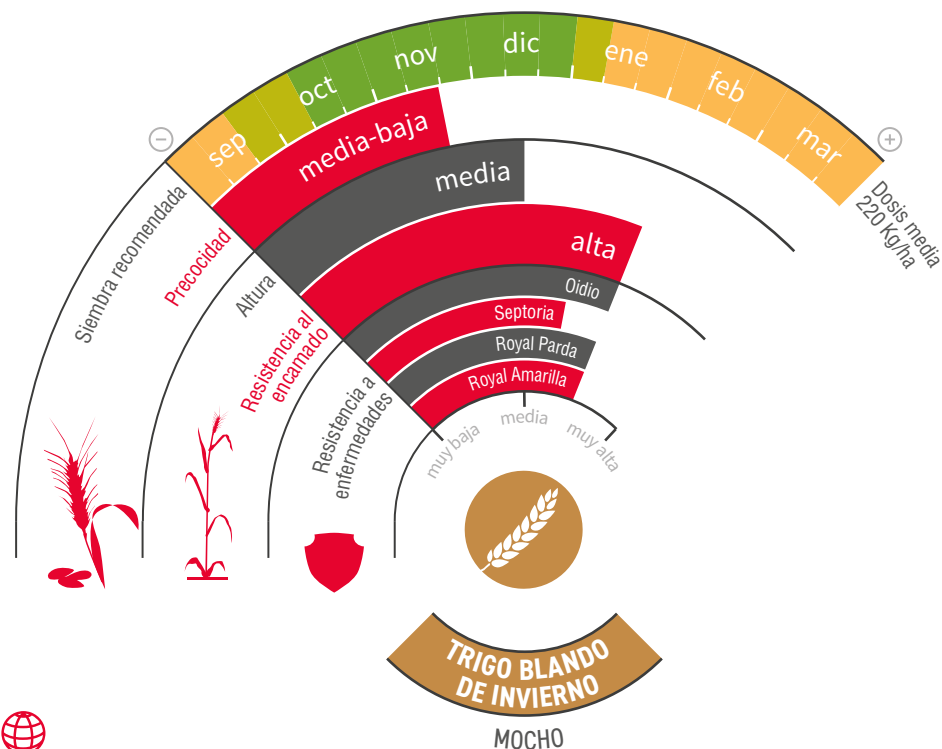 sep
oct
nov
dic
ene
feb
mar
−
+
Siembra recomendada
Dosis media
220 Kg/ha
Precocidad
media-baja
Altura
media
Resistencia al
encamado
alta
Resistencia a
enfermedades
Oidio
Septoria
Royal Parda
Royal Amarilla
muy baja
media
muy alta
TRIGO BLANDO
DE INVIERNO
MOCHO